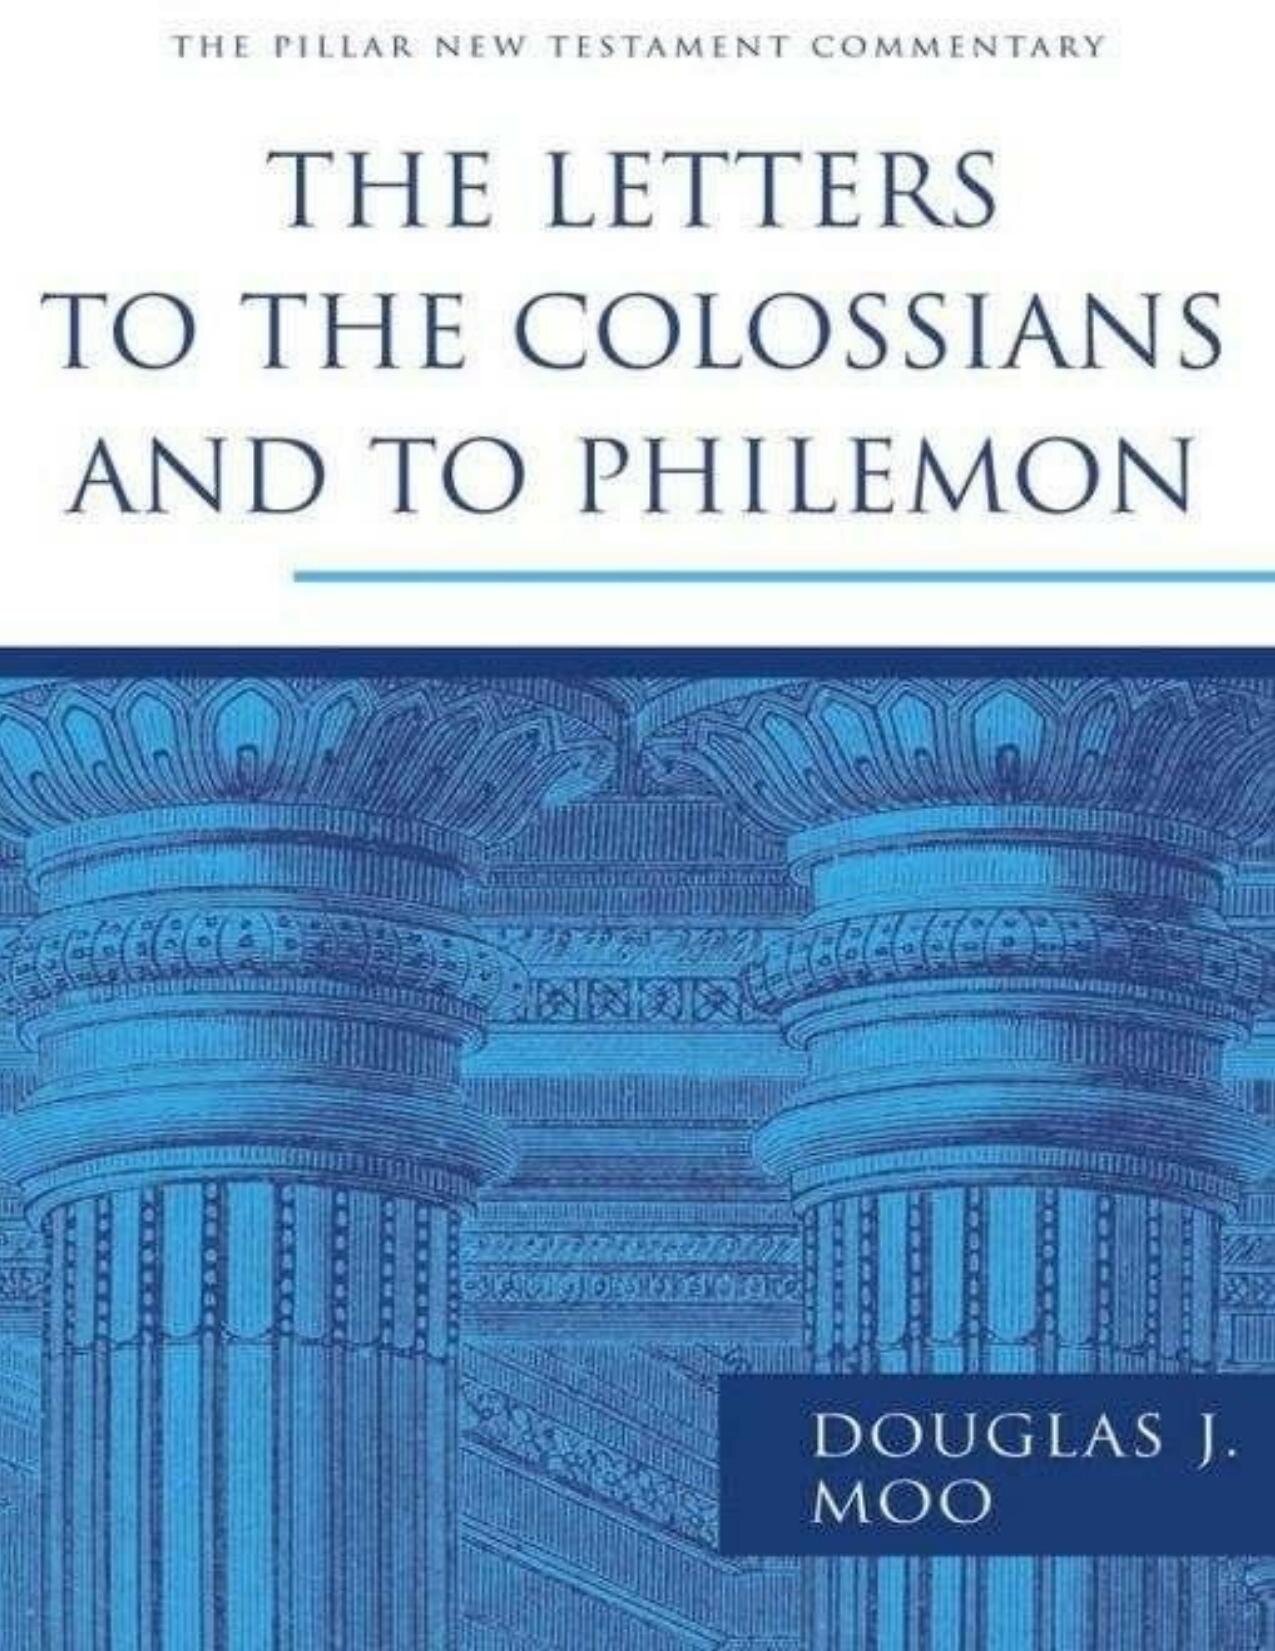 THE PILLAR NEW TESTAMENT COMMENTARY
THE LETTERS
TO THE COLOSSIANS
AND TO PHILEMON
DOUGLAS J.
MOO